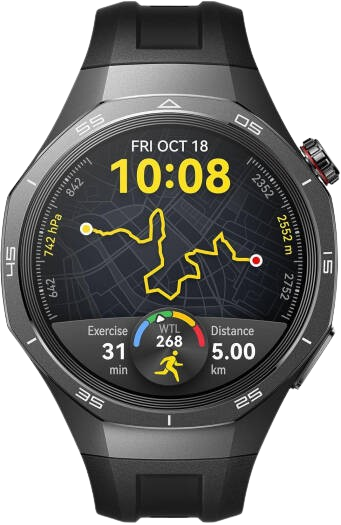 55
05
FRI OCT 18
10:08
842
742 hPa
642
2352
2552 m
2752
45
15
Exercise
31
min
WTL
268
Distance
5.00
km
35
25